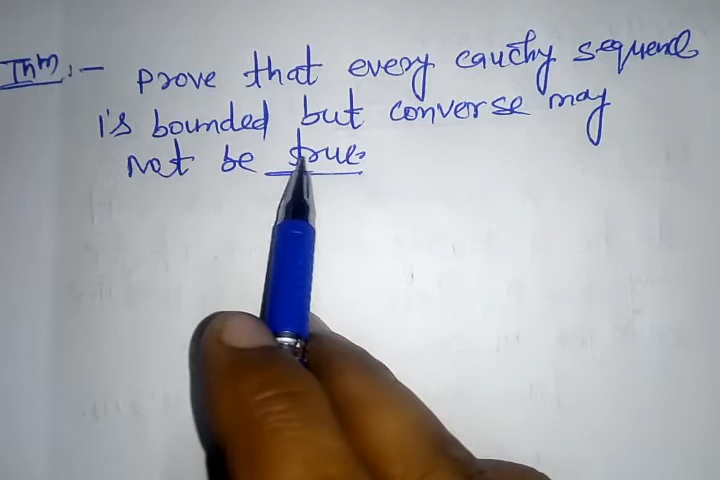 Thm:- Prove that every cauchy sequence
is bounded but converse may
not be true.